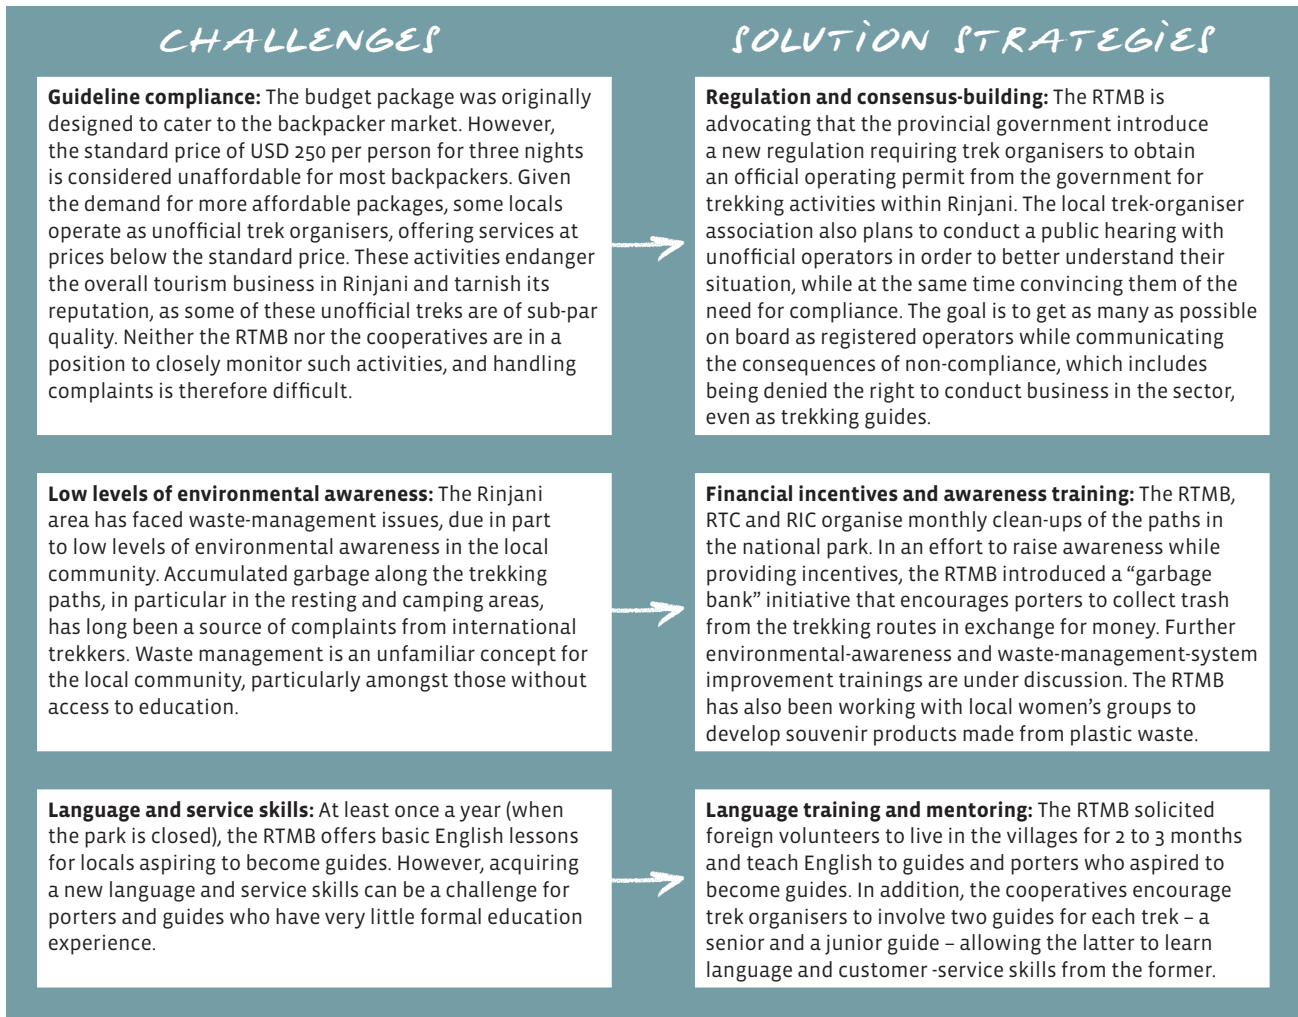 CHALLENGES
SOLUTION STRATEGIES
Guideline compliance: The budget package was originally
designed to cater to the backpacker market. However,
the standard price of USD 250 per person for three nights
is considered unaffordable for most backpackers. Given
the demand for more affordable packages, some locals
operate as unofficial trek organisers, offering services at
prices below the standard price. These activities endanger
the overall tourism business in Rinjani and tarnish its
reputation, as some of these unofficial treks are of sub-par
quality. Neither the RTMB nor the cooperatives are in a
position to closely monitor such activities, and handling
complaints is therefore difficult.
Regulation and consensus-building: The RTMB is
advocating that the provincial government introduce
a new regulation requiring trek organisers to obtain
an official operating permit from the government for
trekking activities within Rinjani. The local trek-organiser
association also plans to conduct a public hearing with
unofficial operators in order to better understand their
situation, while at the same time convincing them of the
need for compliance. The goal is to get as many as possible
on board as registered operators while communicating
the consequences of non-compliance, which includes
being denied the right to conduct business in the sector,
even as trekking guides.
Low levels of environmental awareness: The Rinjani
area has faced waste-management issues, due in part
to low levels of environmental awareness in the local
community. Accumulated garbage along the trekking
paths, in particular in the resting and camping areas,
has long been a source of complaints from international
trekkers. Waste management is an unfamiliar concept for
the local community, particularly amongst those without
access to education.
Financial incentives and awareness training: The RTMB,
RTC and RIC organise monthly clean-ups of the paths in
the national park. In an effort to raise awareness while
providing incentives, the RTMB introduced a “garbage
bank” initiative that encourages porters to collect trash
from the trekking routes in exchange for money. Further
environmental-awareness and waste-management-system
improvement trainings are under discussion. The RTMB
has also been working with local women’s groups to
develop souvenir products made from plastic waste.
Language and service skills: At least once a year (when
the park is closed), the RTMB offers basic English lessons
for locals aspiring to become guides. However, acquiring
a new language and service skills can be a challenge for
porters and guides who have very little formal education
experience.
Language training and mentoring: The RTMB solicited
foreign volunteers to live in the villages for 2 to 3 months
and teach English to guides and porters who aspired to
become guides. In addition, the cooperatives encourage
trek organisers to involve two guides for each trek – a
senior and a junior guide – allowing the latter to learn
language and customer -service skills from the former.